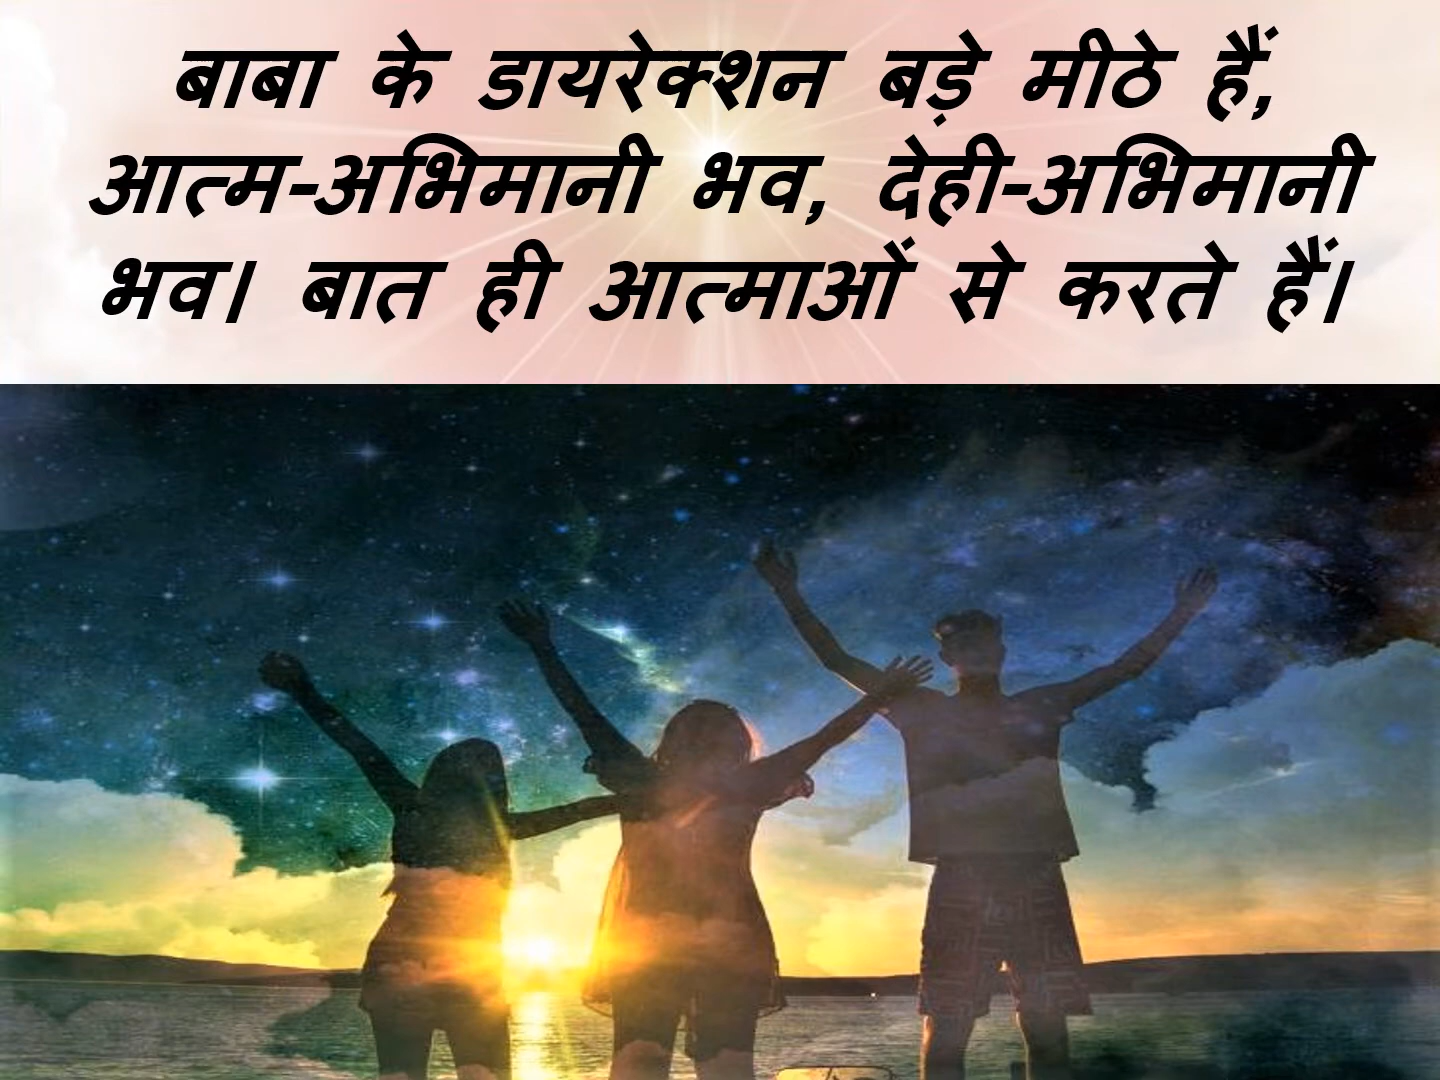 बाबा के डायरेक्शन बड़े मीठे हैं,
आत्म-अभिमानी भव, देही-अभिमानी
भव। बात ही आत्माओं से करते हैं।